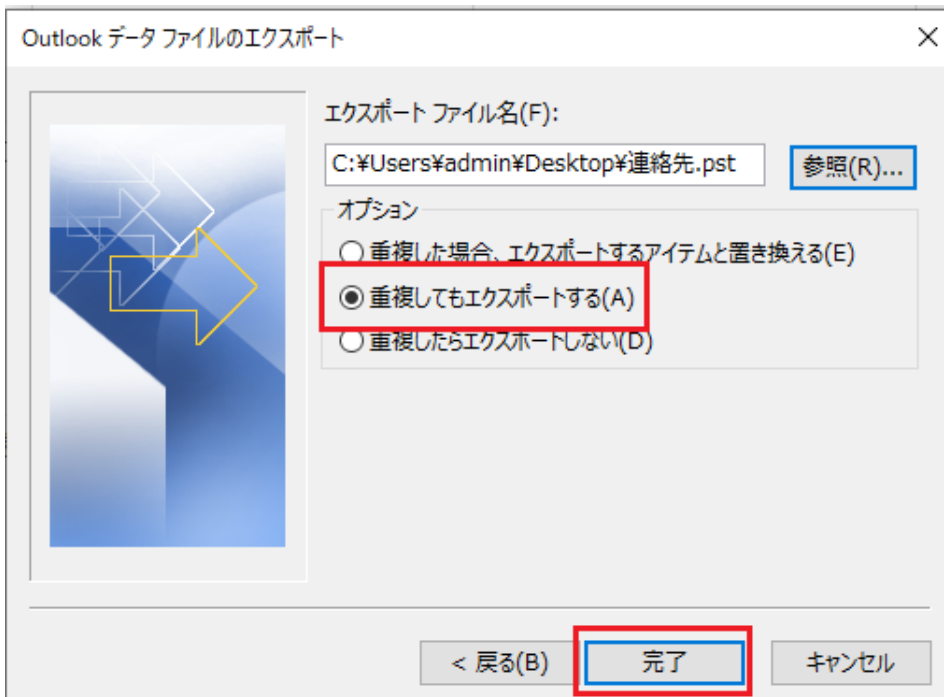 Outlook データ ファイルのエクスポート
エクスポート ファイル名(F):
C:¥Users¥admin¥Desktop¥連絡先.pst
参照(R)...
オプション
重複した場合、エクスポートするアイテムと置き換える(E)
重複してもエクスポートする(A)
重複したらエクスポートしない(D)
< 戻る(B)
完了
キャンセル